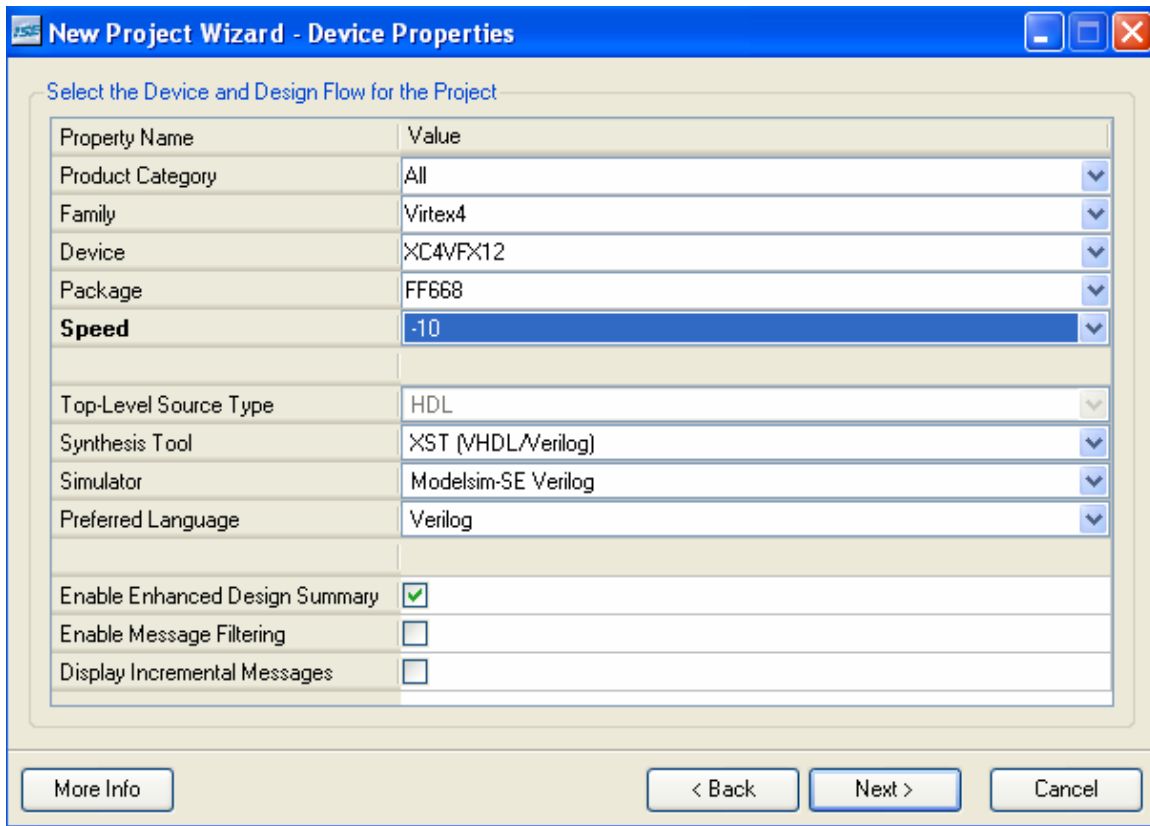 ISE New Project Wizard - Device Properties
Select the Device and Design Flow for the Project
Property Name Value
Product Category All
Family Virtex4
Device XC4VFX12
Package FF668
Speed -10
Top-Level Source Type HDL
Synthesis Tool XST (VHDL/Verilog)
Simulator Modelsim-SE Verilog
Preferred Language Verilog
Enable Enhanced Design Summary
Enable Message Filtering
Display Incremental Messages
More Info < Back Next > Cancel